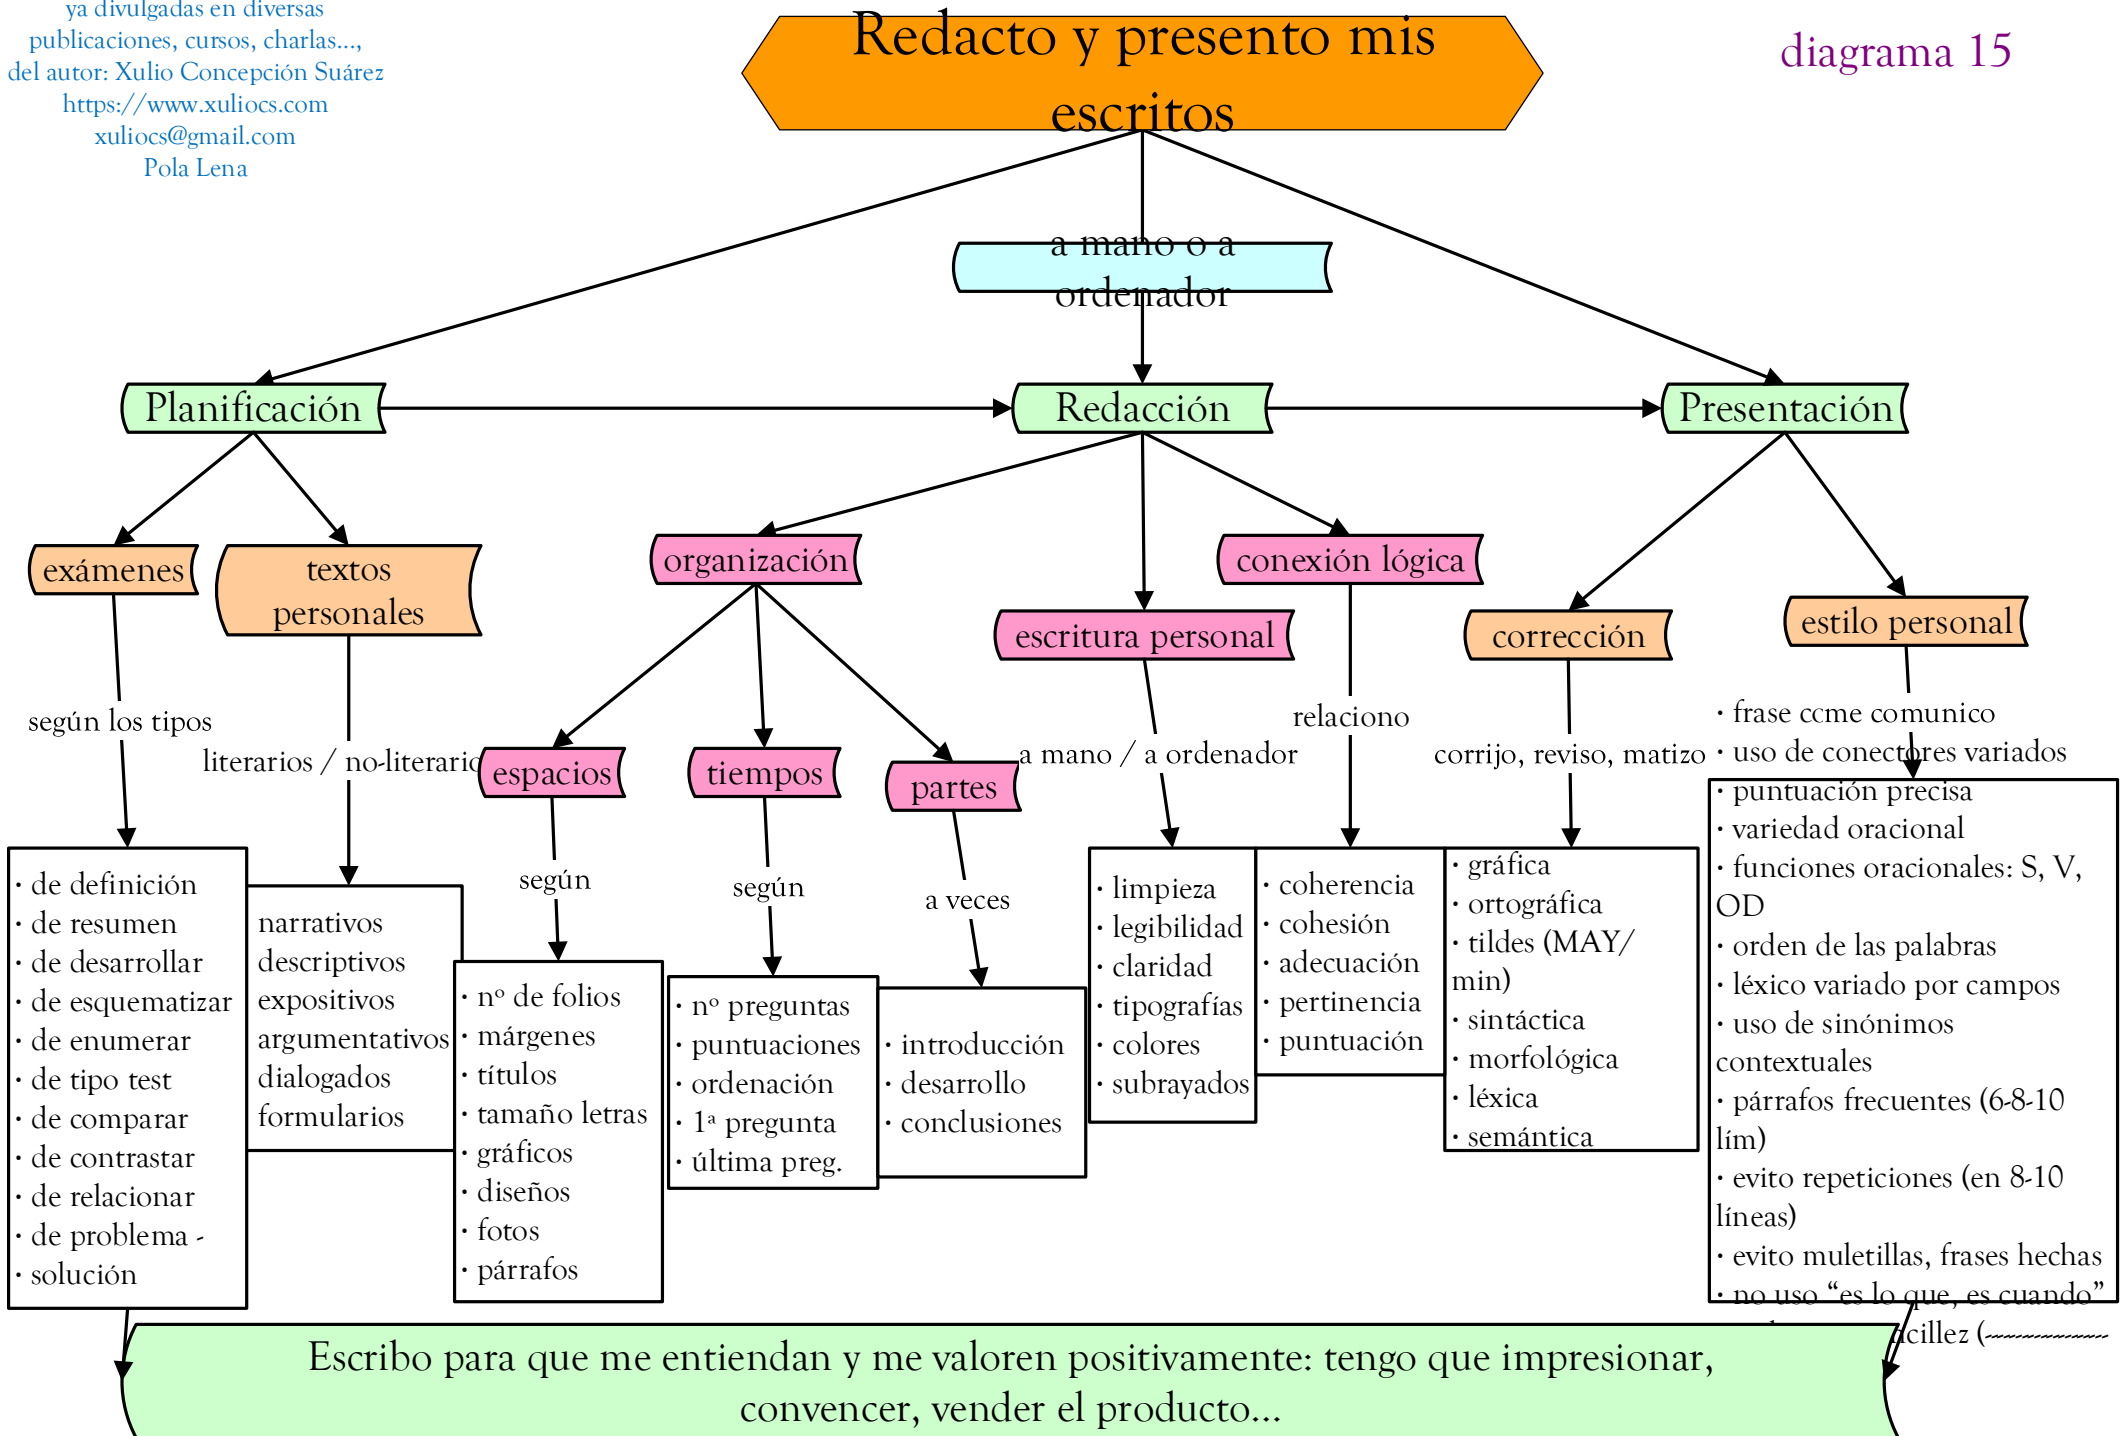 ya divulgadas en diversas
publicaciones, cursos, charlas...,
del autor: Xulio Concepción Suárez
https://www.xuliocs.com
xuliocs@gmail.com
Pola Lena
Redacto y presento mis
escritos
diagrama 15
a mano o a
ordenador
Planificación
Redacción
Presentación
exámenes
textos
personales
organización
conexión lógica
escritura personal
corrección
estilo personal
según los tipos
literarios / no-literario
espacios
tiempos
partes
a mano / a ordenador
relaciono
corrijo, reviso, matizo
según
según
a veces
· de definición
· de resumen
· de desarrollar
· de esquematizar
· de enumerar
· de tipo test
· de comparar
· de contrastar
· de relacionar
· de problema -
· solución
narrativos
descriptivos
expositivos
argumentativos
dialogados
formularios
· nº de folios
· márgenes
· títulos
· tamaño letras
· gráficos
· diseños
· fotos
· párrafos
· nº preguntas
· puntuaciones
· ordenación
· 1ª pregunta
· última preg.
· introducción
· desarrollo
· conclusiones
· limpieza
· legibilidad
· claridad
· tipografías
· colores
· subrayados
· coherencia
· cohesión
· adecuación
· pertinencia
· puntuación
· gráfica
· ortográfica
· tildes (MAY/
min)
· sintáctica
· morfológica
· léxica
· semántica
· frase comunico
· uso de conectores variados
· puntuación precisa
· variedad oracional
· funciones oracionales: S, V,
OD
· orden de las palabras
· léxico variado por campos
· uso de sinónimos
contextuales
· párrafos frecuentes (6-8-10
lím)
· evito repeticiones (en 8-10
líneas)
· evito muletillas, frases hechas
· no uso “es lo que, es cuando”
Escribo para que me entiendan y me valoren positivamente: tengo que impresionar,
convencer, vender el producto...